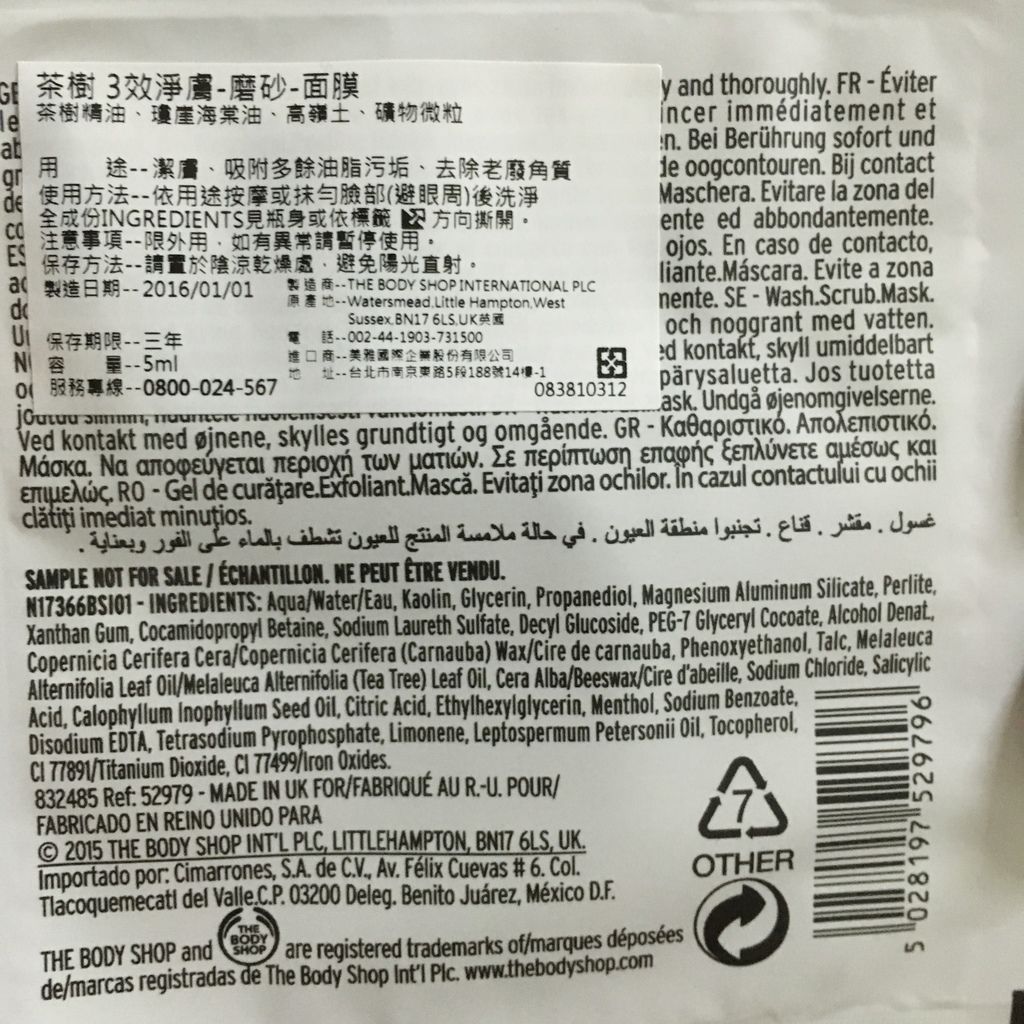 茶樹 3效淨膚-磨砂-面膜
茶樹精油、瓊崖海棠油、高嶺土、礦物微粒
用 途--潔膚、吸附多餘油脂污垢、去除老廢角質
使用方法--依用途按摩或抹勻臉部(避眼周)後洗淨
全成份INGREDIENTS見瓶身或依標籤 方向撕開。
注意事項--限外用，如有異常請暫停使用。
保存方法--請置於陰涼乾燥處，避免陽光直射。
製造日期--2016/01/01
保存期限--三年
容 量--5ml
服務專線--0800-024-567
製造商--THE BODY SHOP INTERNATIONAL PLC
原產地--Watersmead,Little Hampton,West
Sussex,BN17 6LS,UK英國
電 話--002-44-1903-731500
進口商--美雅國際企業股份有限公司
地 址--台北市南京東路5段188號14樓-1
083810312
y and thoroughly. FR - Éviter
incer immédiatement et
n. Bei Berührung sofort und
de oogcontouren. Bij contact
Maschera. Evitare la zona del
ente ed abbondantemente.
ojos. En caso de contacto,
liante.Máscara. Evite a zona
mente. SE - Wash.Scrub.Mask.
och noggrant med vatten.
ed kontakt, skyll umiddelbart
pärysaluetta. Jos tuotetta
ask. Undgå øjenomgivelserne.
Ved kontakt med øjnene, skylles grundtigt og omgående. GR - Καθαριστικό. Απολεπιστικό.
Μάσκα. Να αποφεύγεται περιοχή των ματιών. Σε περίπτωση επαφής ξεπλύνετε αμέσως και
επιμελώς. RO - Gel de curățare.Exfoliant.Mască. Evitați zona ochilor. În cazul contactului cu ochii
clătiți imediat minuțios.
غسول . مقشر . قناع . تجنبوا منطقة العيون . في حالة ملامسة المنتج للعيون تشطف بالماء على الفور وبعناية .
SAMPLE NOT FOR SALE / ÉCHANTILLON. NE PEUT ÊTRE VENDU.
N17366BSI01 - INGREDIENTS: Aqua/Water/Eau, Kaolin, Glycerin, Propanediol, Magnesium Aluminum Silicate, Perlite,
Xanthan Gum, Cocamidopropyl Betaine, Sodium Laureth Sulfate, Decyl Glucoside, PEG-7 Glyceryl Cocoate, Alcohol Denat.,
Copernicia Cerifera Cera/Copernicia Cerifera (Carnauba) Wax/Cire de carnauba, Phenoxyethanol, Talc, Melaleuca
Alternifolia Leaf Oil/Melaleuca Alternifolia (Tea Tree) Leaf Oil, Cera Alba/Beeswax/Cire d'abeille, Sodium Chloride, Salicylic
Acid, Calophyllum Inophyllum Seed Oil, Citric Acid, Ethylhexylglycerin, Menthol, Sodium Benzoate,
Disodium EDTA, Tetrasodium Pyrophosphate, Limonene, Leptospermum Petersonii Oil, Tocopherol,
CI 77891/Titanium Dioxide, CI 77499/Iron Oxides.
832485 Ref: 52979 - MADE IN UK FOR/FABRIQUÉ AU R.-U. POUR/
FABRICADO EN REINO UNIDO PARA
© 2015 THE BODY SHOP INT'L PLC, LITTLEHAMPTON, BN17 6LS, UK.
Importado por: Cimarrones, S.A. de C.V., Av. Félix Cuevas # 6. Col.
Tlacoquemecatl del Valle.C.P. 03200 Deleg. Benito Juárez, México D.F.
THE BODY SHOP and THE BODY SHOP are registered trademarks of/marques déposées
de/marcas registradas de The Body Shop Int'l Plc. www.thebodyshop.com
7
OTHER
5 028197 529796